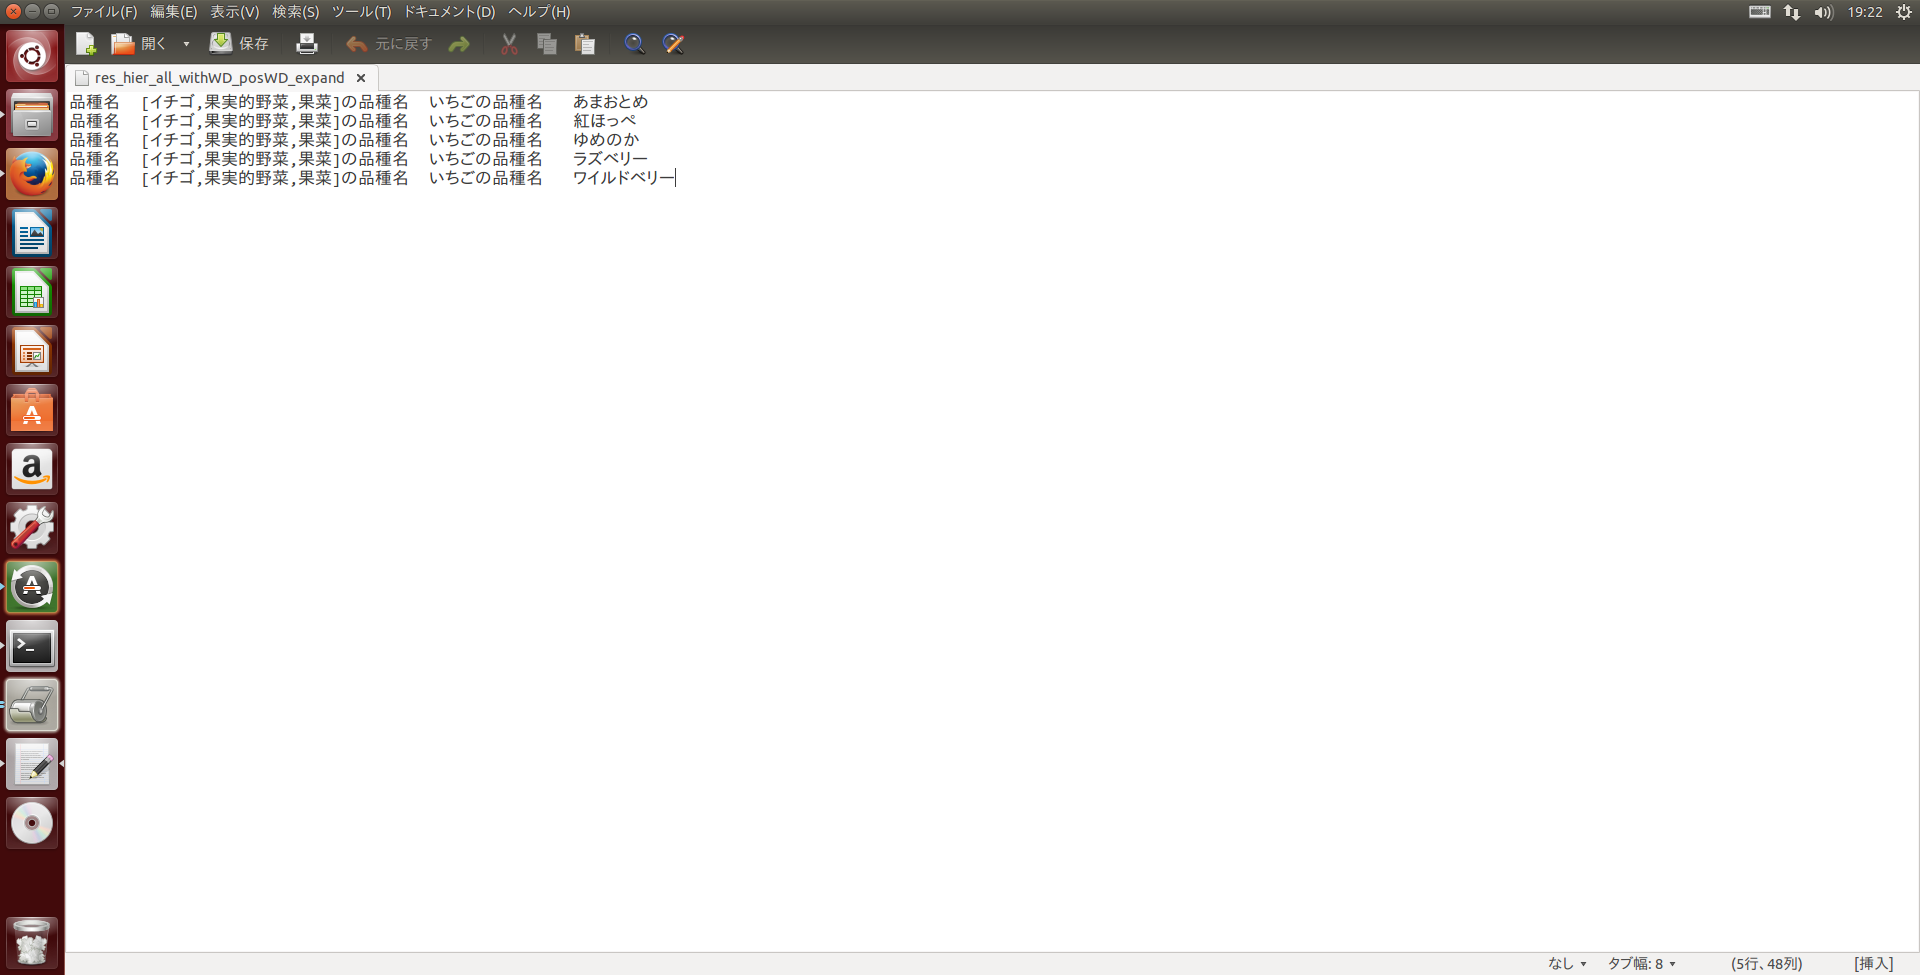 ファイル(F) 編集(E) 表示(V) 検索(S) ツール(T) ドキュメント(D) ヘルプ(H) 19:22
開く 保存 元に戻す
res_hier_all_withWD_posWD_expand
品種名 [イチゴ,果実的野菜,果菜]の品種名 いちごの品種名 あまおとめ
品種名 [イチゴ,果実的野菜,果菜]の品種名 いちごの品種名 紅ほっぺ
品種名 [イチゴ,果実的野菜,果菜]の品種名 いちごの品種名 ゆめのか
品種名 [イチゴ,果実的野菜,果菜]の品種名 いちごの品種名 ラズベリー
品種名 [イチゴ,果実的野菜,果菜]の品種名 いちごの品種名 ワイルドベリー
なし タブ幅: 8 (5行、48列) [挿入]